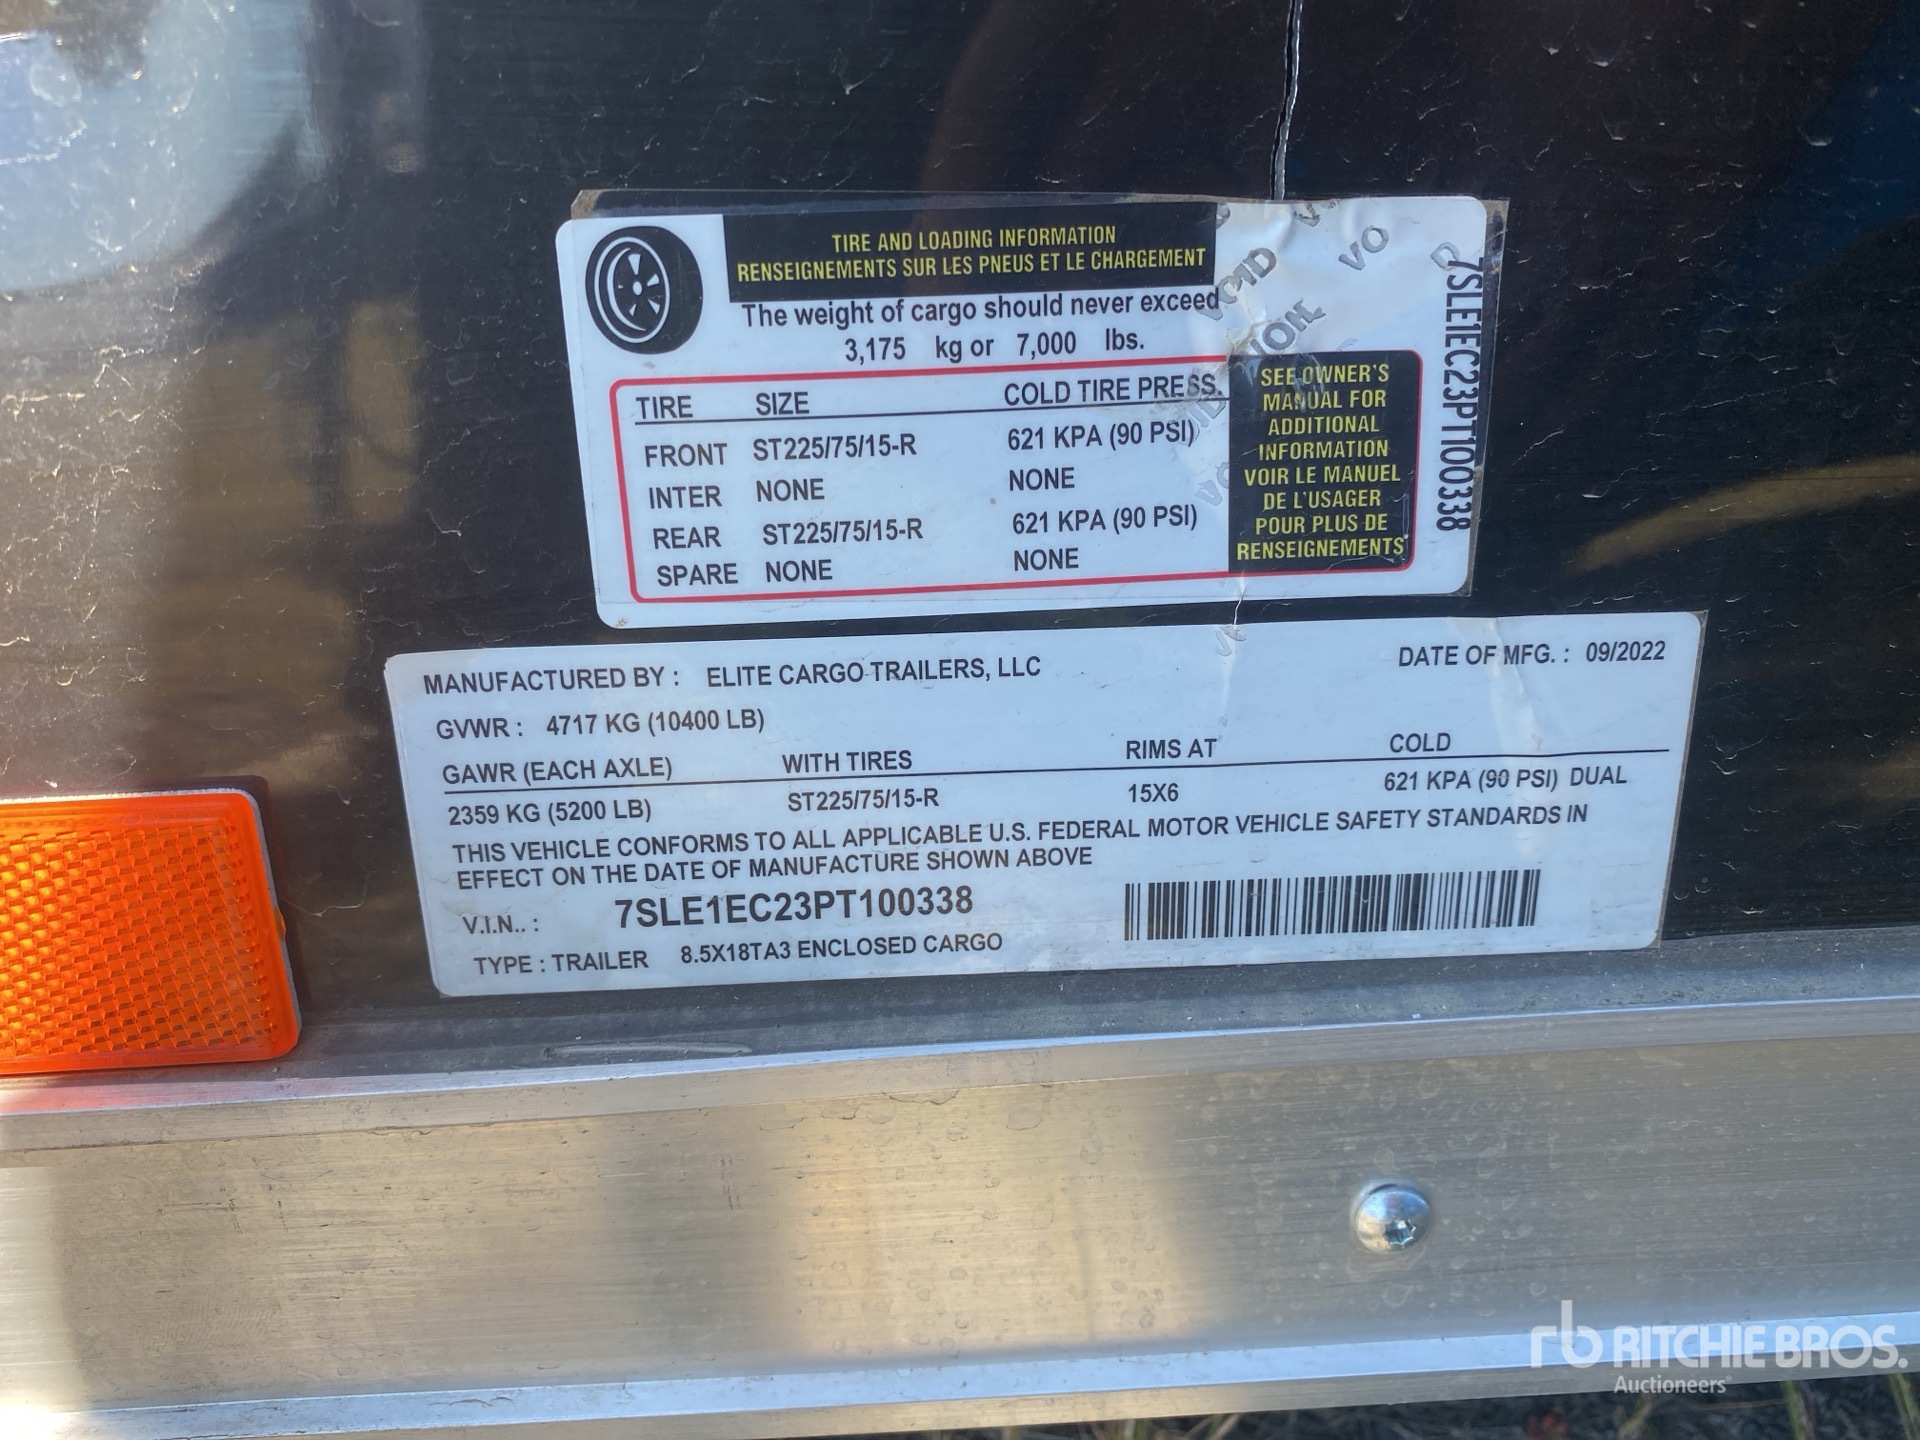 TIRE AND LOADING INFORMATION
RENSEIGNEMENTS SUR LES PNEUS ET LE CHARGEMENT
The weight of cargo should never exceed
3,175 kg or 7,000 lbs.
TIRE SIZE COLD TIRE PRESS.
FRONT ST225/75/15-R 621 KPA (90 PSI)
INTER NONE NONE
REAR ST225/75/15-R 621 KPA (90 PSI)
SPARE NONE NONE
SEE OWNER'S
MANUAL FOR
ADDITIONAL
INFORMATION
VOIR LE MANUEL
DE L'USAGER
POUR PLUS DE
RENSEIGNEMENTS
7SLE1EC23PT100338
VOID
VO
MANUFACTURED BY : ELITE CARGO TRAILERS, LLC
DATE OF MFG. : 09/2022
GVWR : 4717 KG (10400 LB)
GAWR (EACH AXLE) WITH TIRES RIMS AT COLD
2359 KG (5200 LB) ST225/75/15-R 15X6 621 KPA (90 PSI) DUAL
THIS VEHICLE CONFORMS TO ALL APPLICABLE U.S. FEDERAL MOTOR VEHICLE SAFETY STANDARDS IN
EFFECT ON THE DATE OF MANUFACTURE SHOWN ABOVE
V.I.N.. : 7SLE1EC23PT100338
TYPE : TRAILER 8.5X18TA3 ENCLOSED CARGO
rb RITCHIE BROS.
Auctioneers